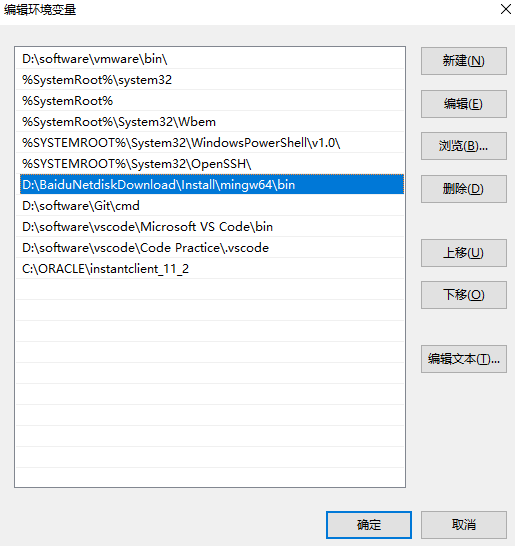 编辑环境变量
D:\software\vmware\bin\
%SystemRoot%\system32
%SystemRoot%
%SystemRoot%\System32\Wbem
%SYSTEMROOT%\System32\WindowsPowerShell\v1.0\
%SYSTEMROOT%\System32\OpenSSH\
D:\BaiduNetdiskDownload\Install\mingw64\bin
D:\software\Git\cmd
D:\software\vscode\Microsoft VS Code\bin
D:\software\vscode\Code Practice\.vscode
C:\ORACLE\instantclient_11_2
新建(N)
编辑(E)
浏览(B)...
删除(D)
上移(U)
下移(O)
编辑文本(T)...
确定
取消